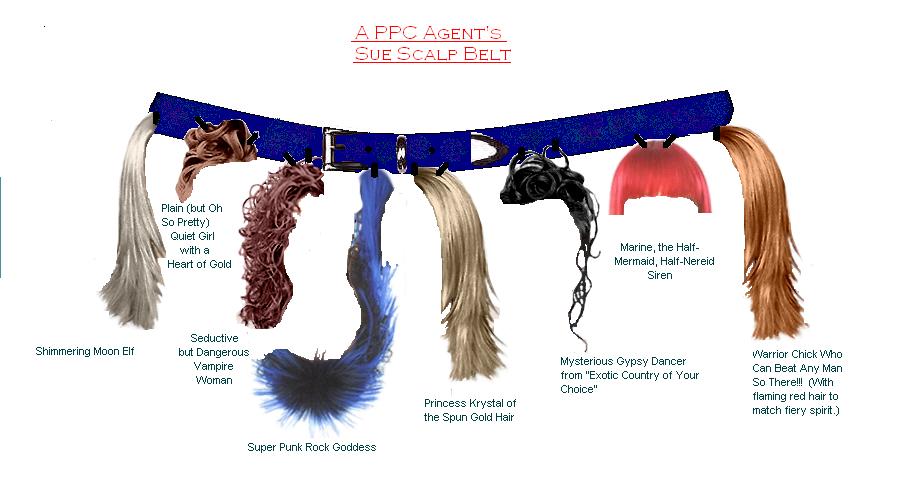 A PPC Agent's
Sue Scalp Belt
Plain (but Oh
So Pretty)
Quiet Girl
with a
Heart of Gold
Marine, the Half-
Mermaid, Half-Nereid
Siren
Shimmering Moon Elf
Seductive
but Dangerous
Vampire
Woman
Mysterious Gypsy Dancer
from "Exotic Country of Your
Choice"
Warrior Chick Who
Can Beat Any Man
So There!!! (With
flaming red hair to
match fiery spirit.)
Princess Krystal of
the Spun Gold Hair
Super Punk Rock Goddess